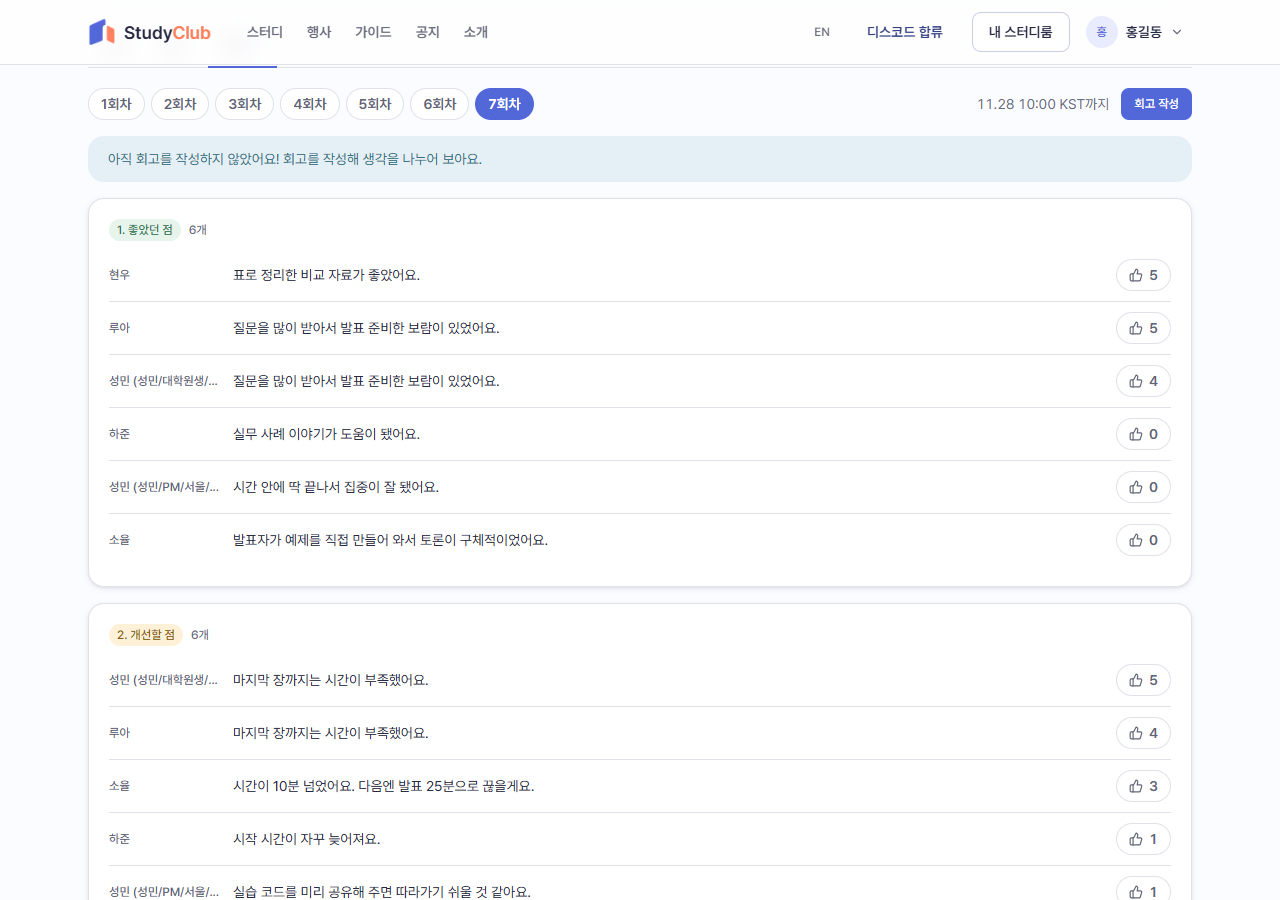 StudyClub 스터디 행사 가이드 공지 소개 EN 디스코드 합류 내 스터디룸 홍 홍길동
1회차 2회차 3회차 4회차 5회차 6회차 7회차 11.28 10:00 KST까지 회고 작성
아직 회고를 작성하지 않았어요! 회고를 작성해 생각을 나누어 보아요.
1. 좋았던 점 6개
현우 표로 정리한 비교 자료가 좋았어요. 5
루아 질문을 많이 받아서 발표 준비한 보람이 있었어요. 5
성민 (성민/대학원생/... 질문을 많이 받아서 발표 준비한 보람이 있었어요. 4
하준 실무 사례 이야기가 도움이 됐어요. 0
성민 (성민/PM/서울/... 시간 안에 딱 끝나서 집중이 잘 됐어요. 0
소율 발표자가 예제를 직접 만들어 와서 토론이 구체적이었어요. 0
2. 개선할 점 6개
성민 (성민/대학원생/... 마지막 장까지는 시간이 부족했어요. 5
루아 마지막 장까지는 시간이 부족했어요. 4
소율 시간이 10분 넘었어요. 다음엔 발표 25분으로 끊을게요. 3
하준 시작 시간이 자꾸 늦어져요. 1
성민 (성민/PM/서울/... 실습 코드를 미리 공유해 주면 따라가기 쉬울 것 같아요. 1